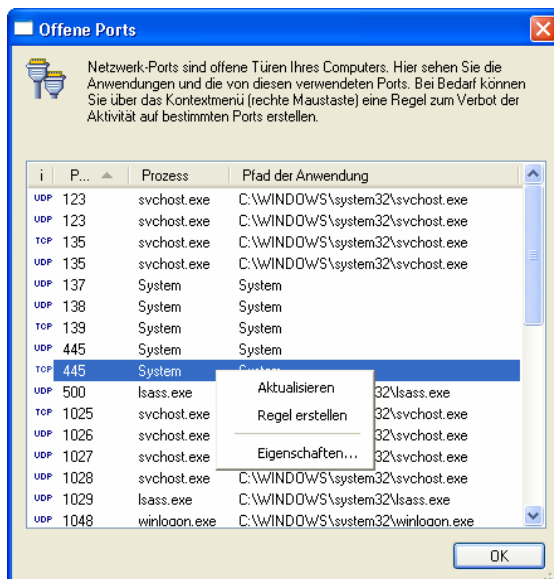 Offene Ports
Netzwerk-Ports sind offene Türen Ihres Computers. Hier sehen Sie die
Anwendungen und die von diesen verwendeten Ports. Bei Bedarf können
Sie über das Kontextmenü (rechte Maustaste) eine Regel zum Verbot der
Aktivität auf bestimmten Ports erstellen.
i P... Prozess Pfad der Anwendung
UDP 123 svchost.exe C:\WINDOWS\system32\svchost.exe
UDP 123 svchost.exe C:\WINDOWS\system32\svchost.exe
TCP 135 svchost.exe C:\WINDOWS\system32\svchost.exe
UDP 135 svchost.exe C:\WINDOWS\system32\svchost.exe
UDP 137 System System
UDP 138 System System
TCP 139 System System
UDP 445 System System
TCP 445 System
Aktualisieren
UDP 500 lsass.exe 32\lsass.exe
Regel erstellen
TCP 1025 svchost.exe 32\svchost.exe
UDP 1026 svchost.exe 32\svchost.exe
Eigenschaften...
UDP 1027 svchost.exe 32\svchost.exe
UDP 1028 svchost.exe C:\WINDOWS\system32\svchost.exe
UDP 1029 lsass.exe C:\WINDOWS\system32\lsass.exe
UDP 1048 winlogon.exe C:\WINDOWS\system32\winlogon.exe
OK